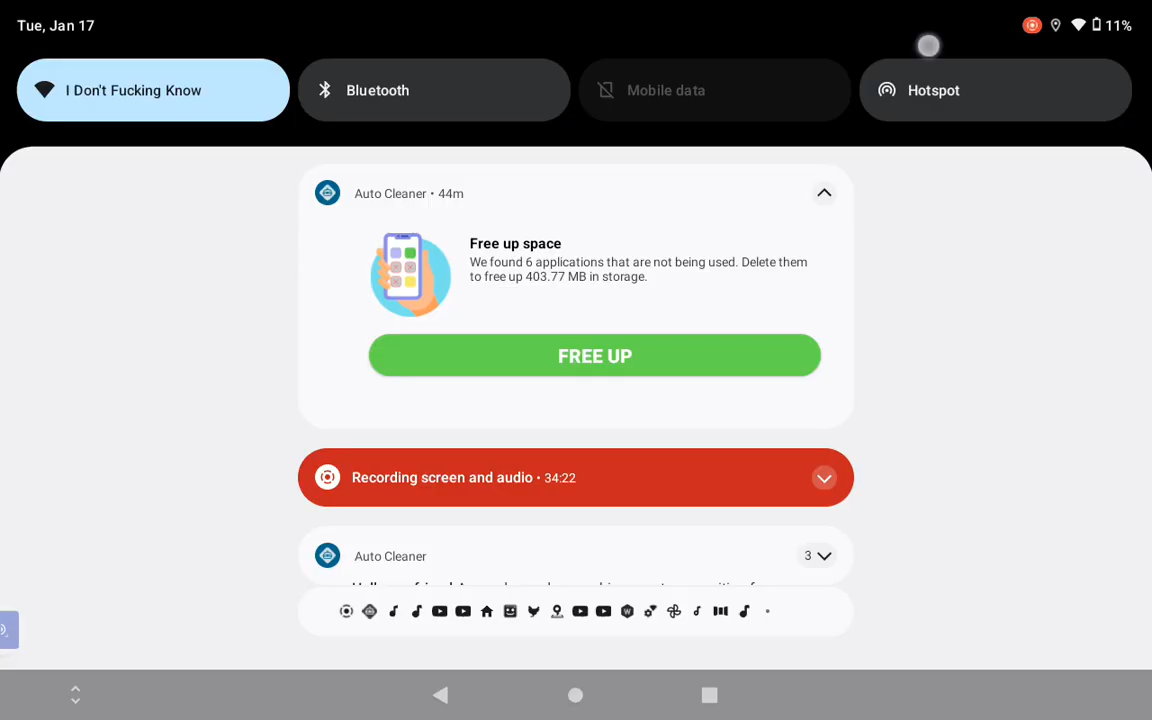 Tue, Jan 17
11%
I Don't Fucking Know
Bluetooth
Mobile data
Hotspot
Auto Cleaner • 44m
Free up space
We found 6 applications that are not being used. Delete them
to free up 403.77 MB in storage.
FREE UP
Recording screen and audio • 34:22
Auto Cleaner
3